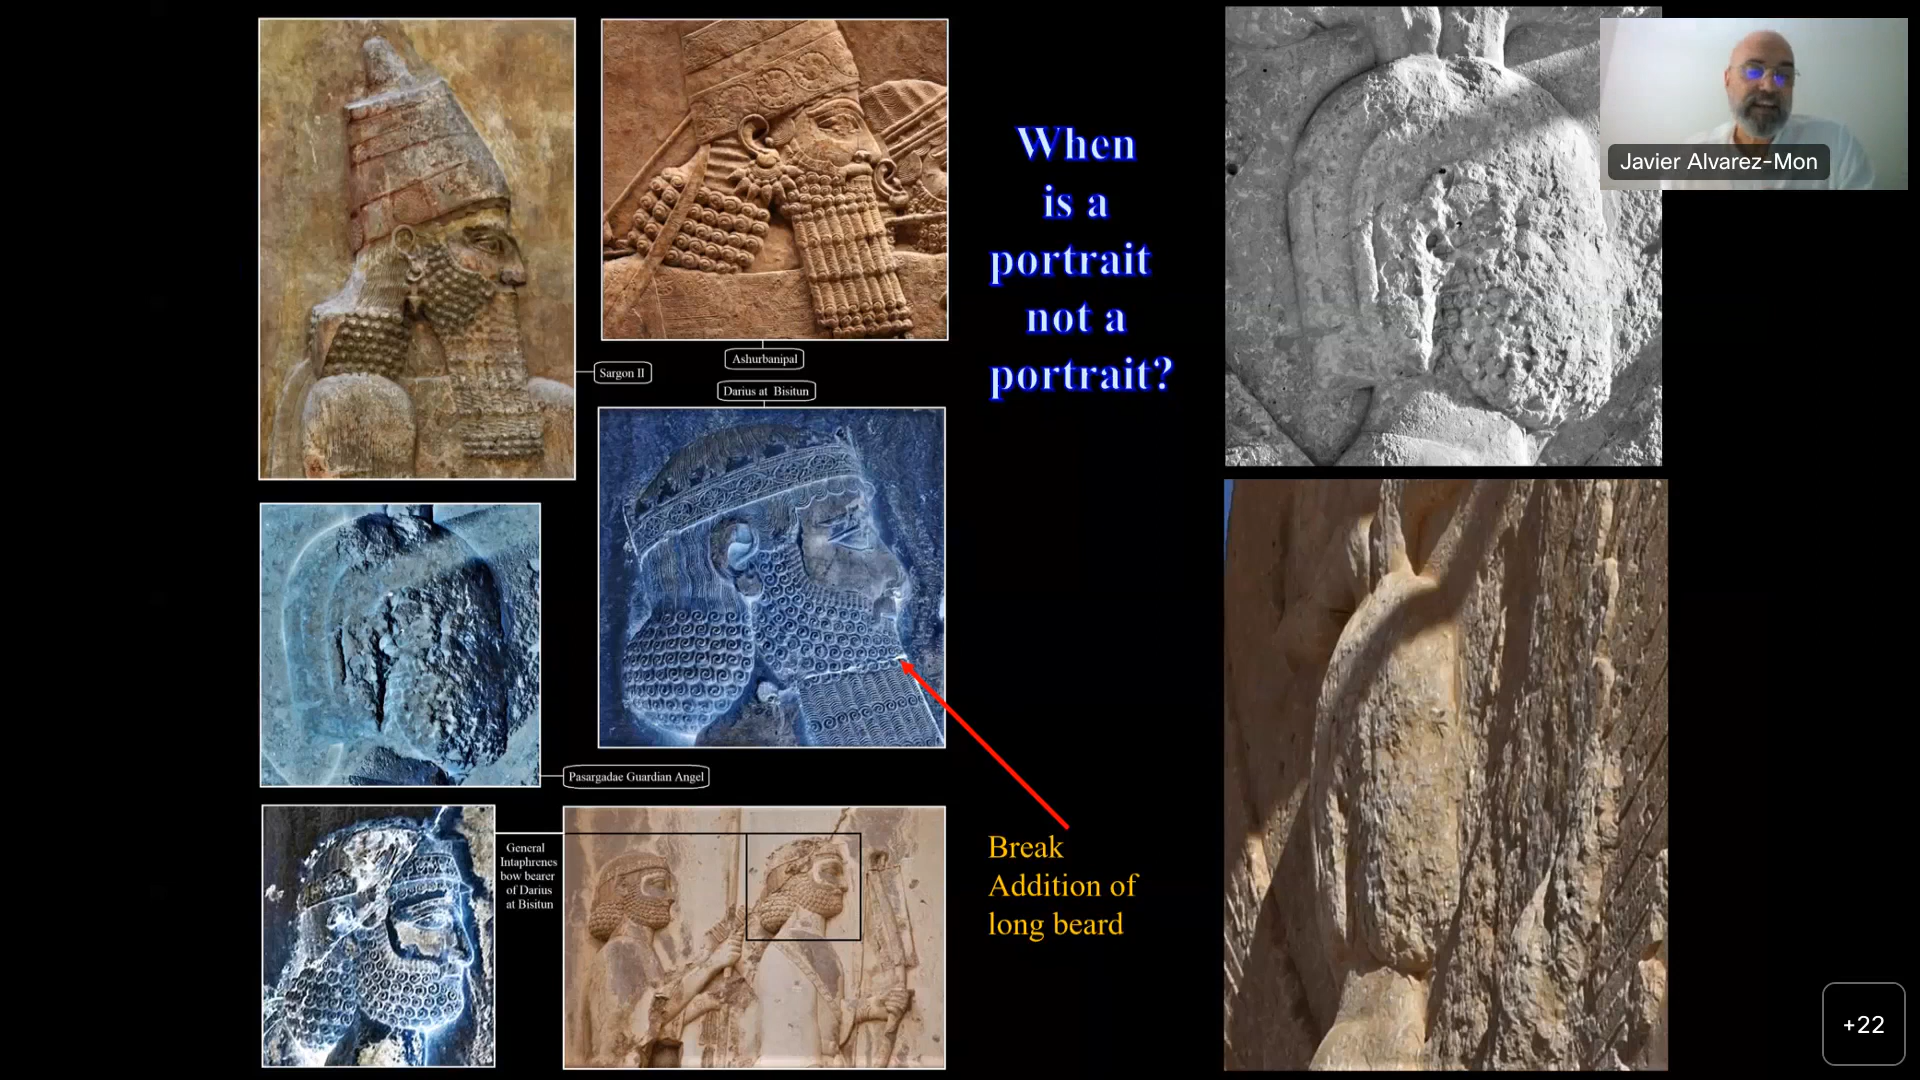 Sargon II
Ashurbanipal
Darius at Bisitun
When
is a
portrait
not a
portrait?
Javier Alvarez-Mon
Pasargadae Guardian Angel
General
Intaphrenes
bow bearer
of Darius
at Bisitun
Break
Addition of
long beard
+22